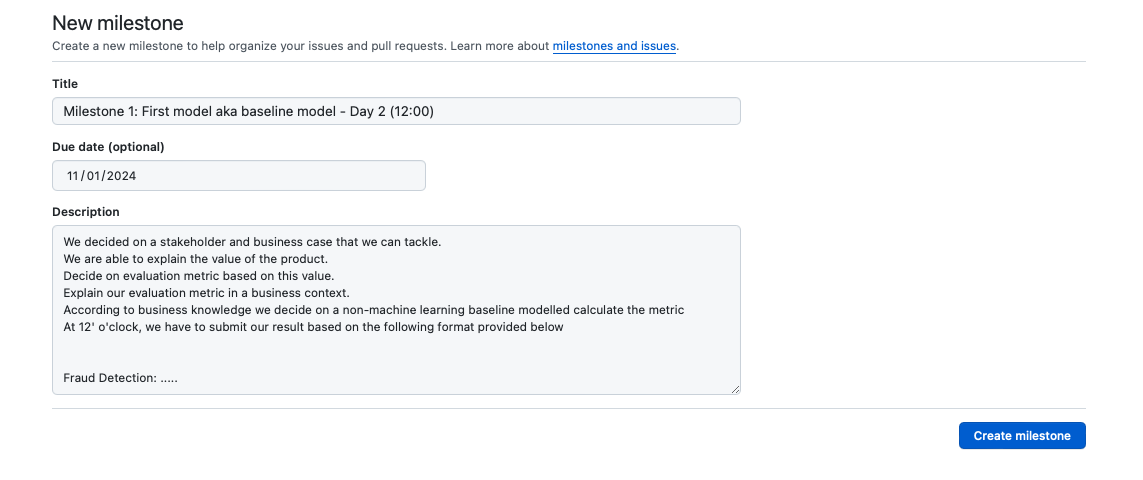 New milestone
Create a new milestone to help organize your issues and pull requests. Learn more about milestones and issues.
Title
Milestone 1: First model aka baseline model - Day 2 (12:00)
Due date (optional)
11/01/2024
Description
We decided on a stakeholder and business case that we can tackle.
We are able to explain the value of the product.
Decide on evaluation metric based on this value.
Explain our evaluation metric in a business context.
According to business knowledge we decide on a non-machine learning baseline modelled calculate the metric
At 12' o'clock, we have to submit our result based on the following format provided below
Fraud Detection: .....
Create milestone